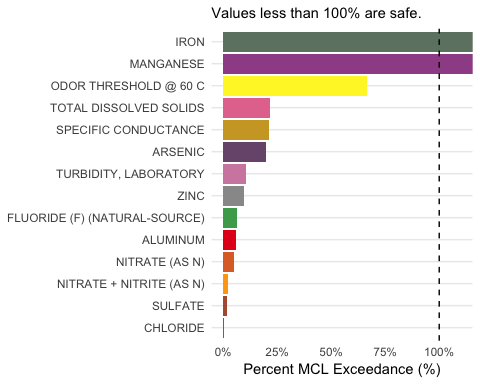 Values less than 100% are safe.
IRON
MANGANESE
ODOR THRESHOLD @ 60 C
TOTAL DISSOLVED SOLIDS
SPECIFIC CONDUCTANCE
ARSENIC
TURBIDITY, LABORATORY
ZINC
FLUORIDE (F) (NATURAL-SOURCE)
ALUMINUM
NITRATE (AS N)
NITRATE + NITRITE (AS N)
SULFATE
CHLORIDE
0% 25% 50% 75% 100%
Percent MCL Exceedance (%)